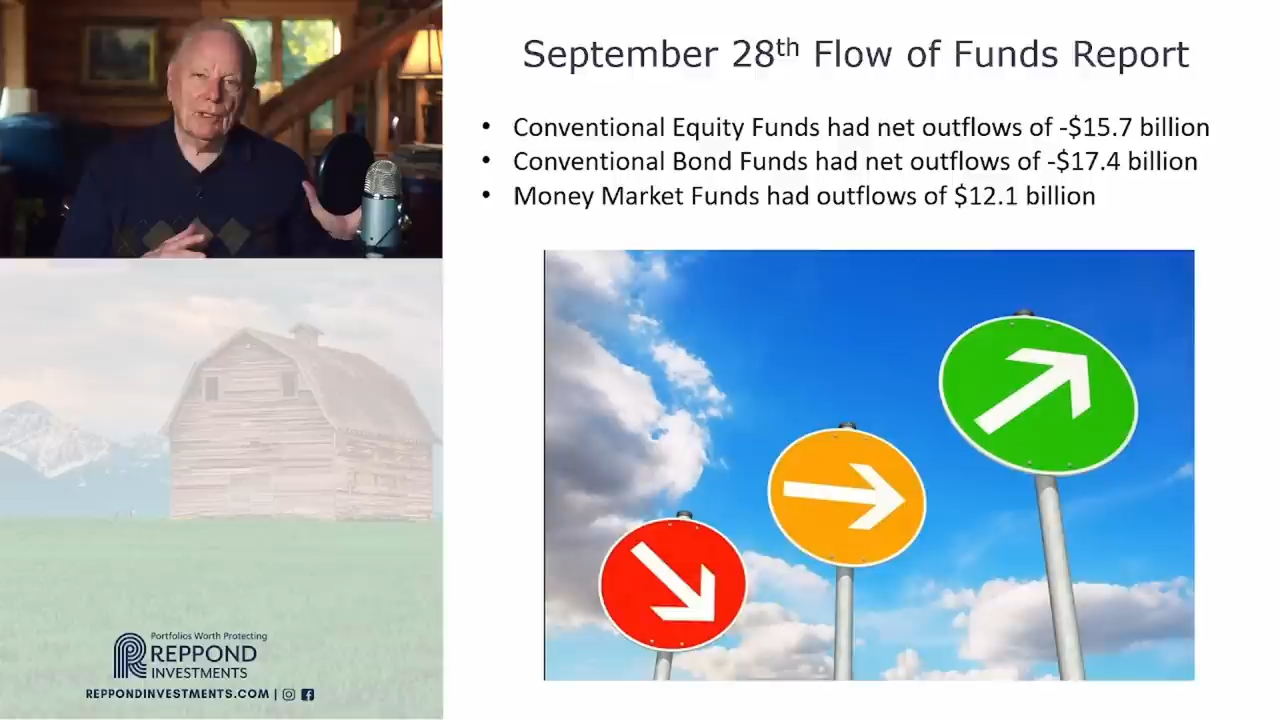 September 28th Flow of Funds Report
• Conventional Equity Funds had net outflows of -$15.7 billion
• Conventional Bond Funds had net outflows of -$17.4 billion
• Money Market Funds had outflows of $12.1 billion
Portfolios Worth Protecting
REPPOND
INVESTMENTS
REPPONDINVESTMENTS.COM |